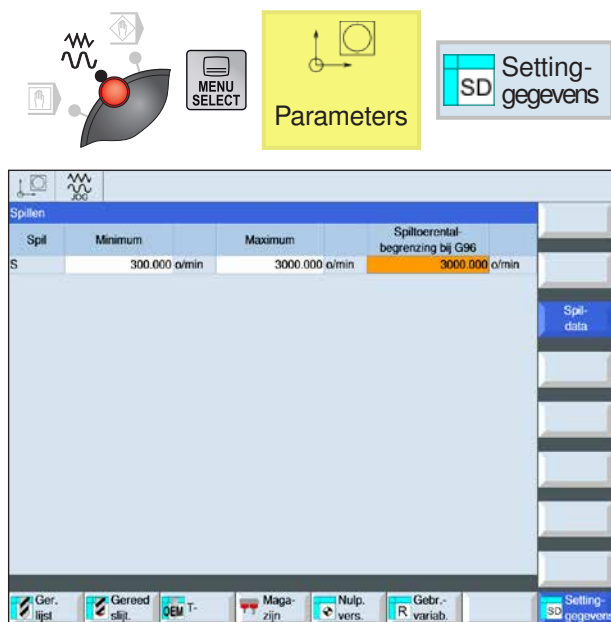 MENU
SELECT
Parameters
SD
Setting-
gegevens
JOG
Spillen
Spil
Minimum
Maximum
Spiltoerental-
begrenzing bij G96
S 300.000 o/min 3000.000 o/min 3000.000 o/min
Spil-
data
Ger.
lijst
Gereed
slijt.
OEM T-
Maga-
zijn
Nulp.
vers.
R Gebr.-
variab.
SD Setting-
gegevens